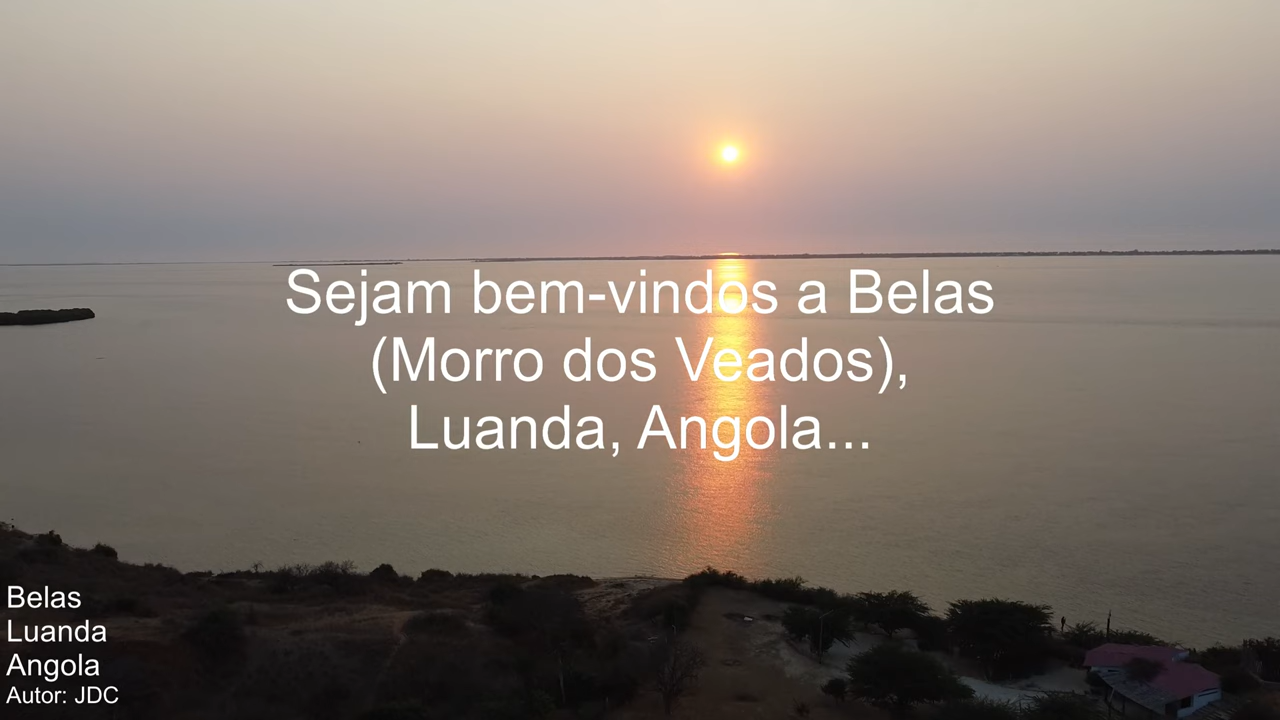 Sejam bem-vindos a Belas
(Morro dos Veados),
Luanda, Angola...
Belas
Luanda
Angola
Autor: JDC